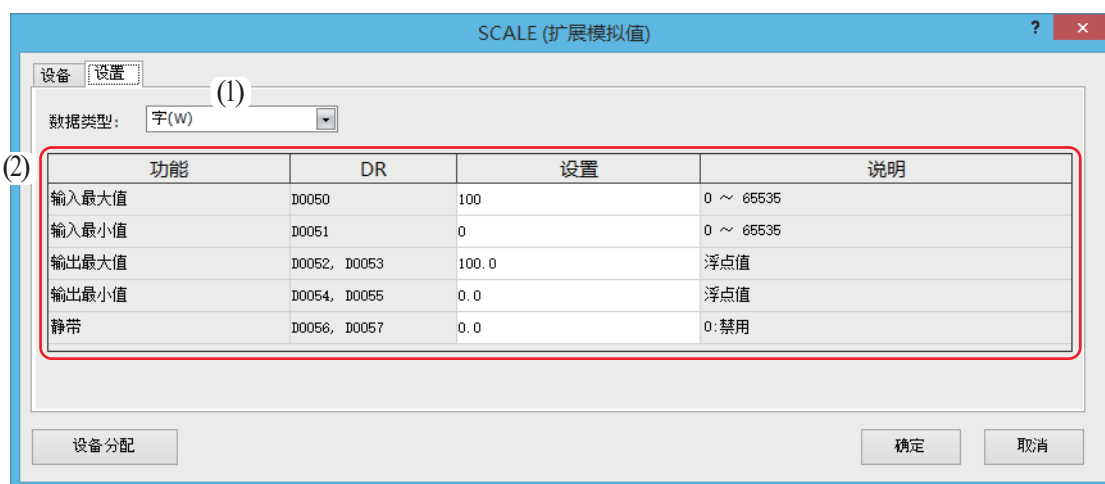 SCALE (扩展模拟值)
? ×
设备 设置
(1)
数据类型: 字(W)
(2)
功能 DR 设置 说明
输入最大值 D0050 100 0 ～ 65535
输入最小值 D0051 0 0 ～ 65535
输出最大值 D0052, D0053 100.0 浮点值
输出最小值 D0054, D0055 0.0 浮点值
静带 D0056, D0057 0.0 0:禁用
设备分配 确定 取消